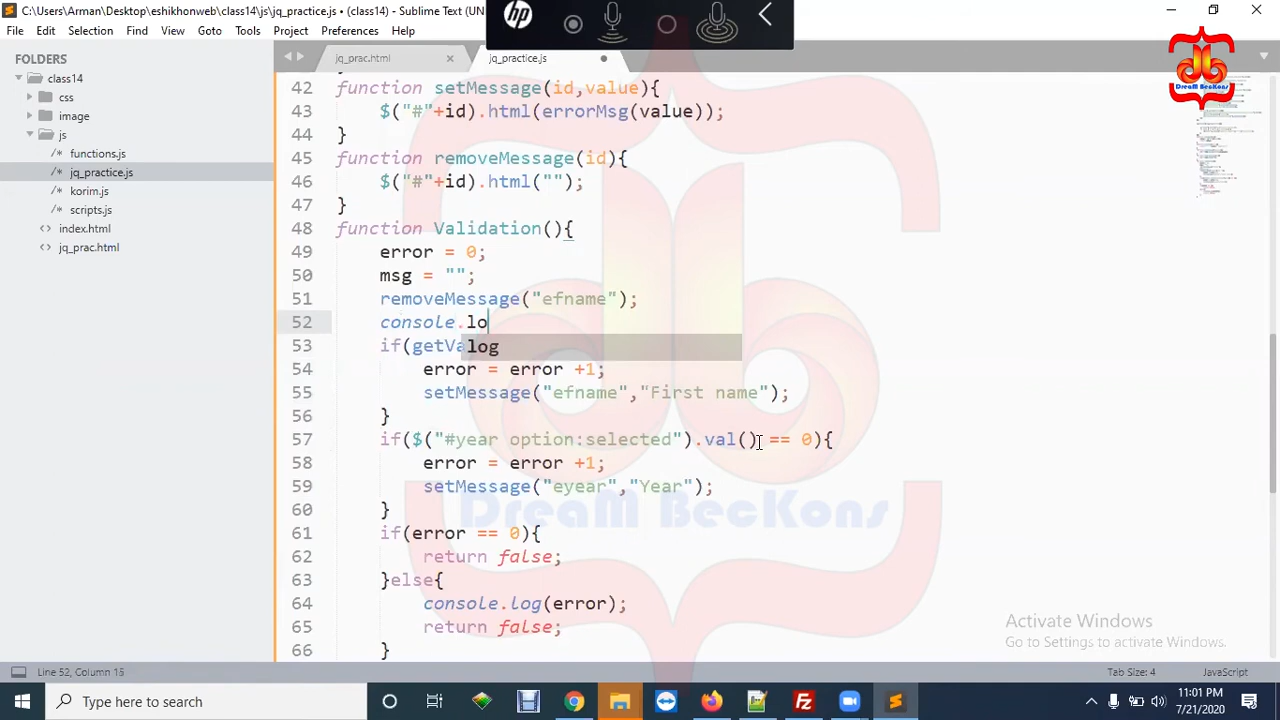 C:\Users\Arman\Desktop\eshikhonweb\class14\js\jq_practice.js • (class14) - Sublime Text (UN
hp
File Edit Selection Find View Goto Tools Project Preferences Help
FOLDERS
class14
css
image
js
functions.js
jq_practice.js
korim.js
scripts.js
index.html
jq_prac.html
jq_prac.html ×
jq_practice.js
42 function setMessage(id,value){
43 $("#"+id).html(errorMsg(value));
44 }
45 function removeMessage(id){
46 $("#"+id).html("");
47 }
48 function Validation(){
49 error = 0;
50 msg = "";
51 removeMessage("efname");
52 console.lo
53 if(getVa
log
54 error = error +1;
55 setMessage("efname","First name");
56 }
57 if($("#year option:selected").val() == 0){
58 error = error +1;
59 setMessage("eyear","Year");
60 }
61 if(error == 0){
62 return false;
63 }else{
64 console.log(error);
65 return false;
66 }
DreaM BecKons
DreaM BecKons
Activate Windows
Go to Settings to activate Windows.
Line 52, Column 15
Tab Size: 4
JavaScript
Type here to search
11:01 PM
7/21/2020